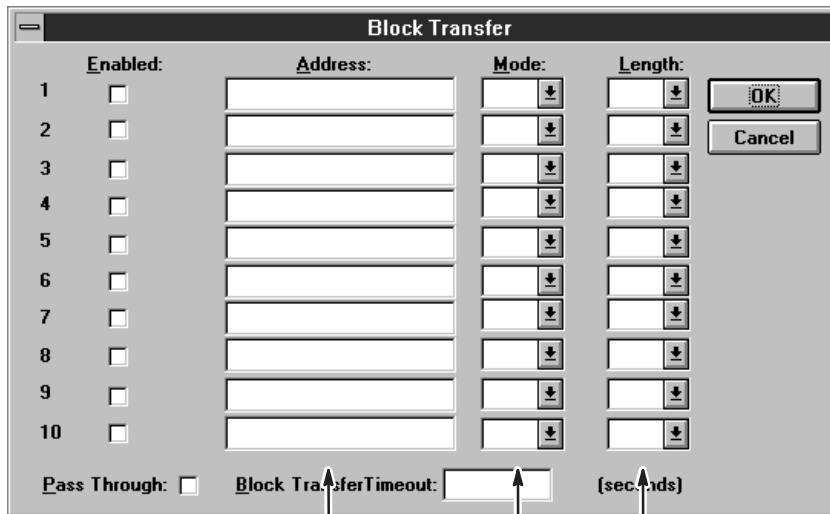 Block Transfer
Enabled: Address: Mode: Length:
1
OK
2
Cancel
3
4
5
6
7
8
9
10
Pass Through: Block TransferTimeout: (seconds)